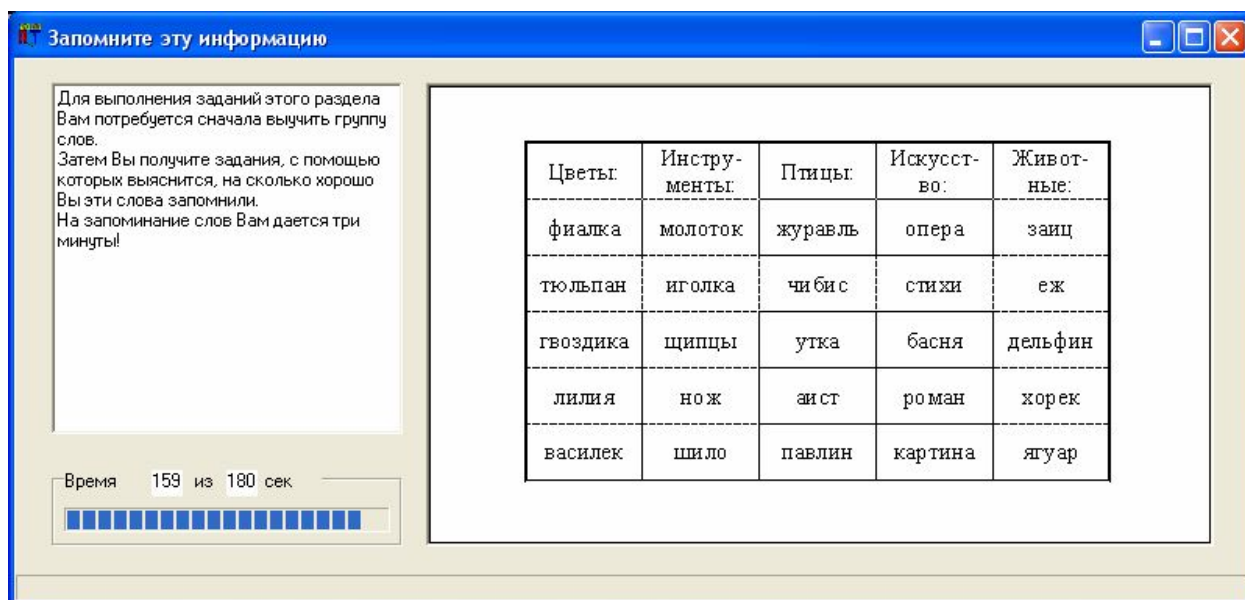 Запомните эту информацию
Для выполнения заданий этого раздела
Вам потребуется сначала выучить группу
слов.
Затем Вы получите задания, с помощью
которых выяснится, на сколько хорошо
Вы эти слова запомнили.
На запоминание слов Вам дается три
минуты!
Время 159 из 180 сек
Цветы: Инстру-менты: Птицы: Искусст-во: Живот-ные:
фиалка молоток журавль опера заиц
тюльпан иголка чибис стихи еж
гвоздика щипцы утка басня дельфин
лилия нож аист роман хорек
василек шило павлин картина ягуар